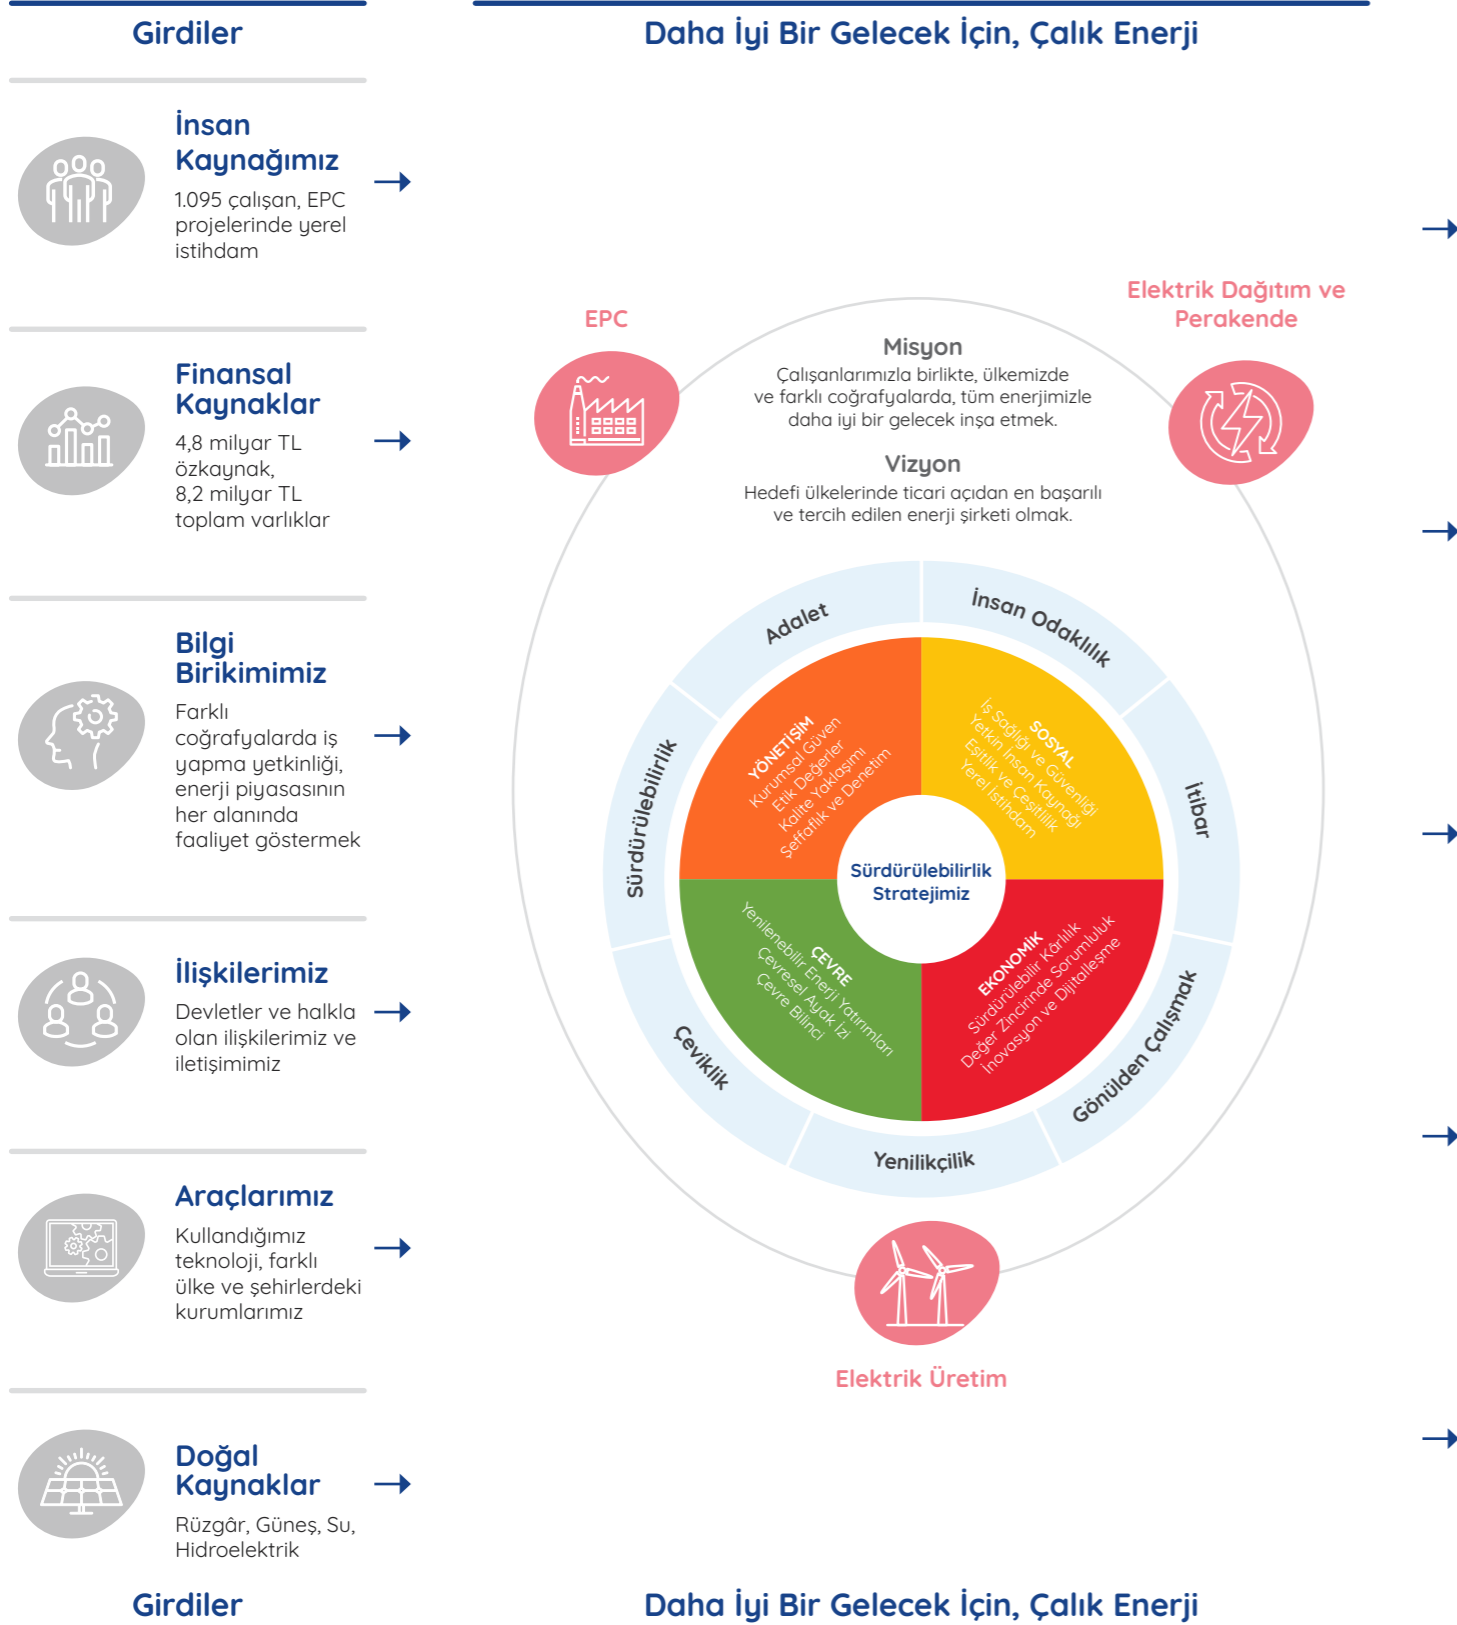 Girdiler
Daha İyi Bir Gelecek İçin, Çalık Enerji
İnsan
Kaynağımız
1.095 çalışan, EPC
projelerinde yerel
istihdam
Finansal
Kaynaklar
4,8 milyar TL
özkaynak,
8,2 milyar TL
toplam varlıklar
Bilgi
Birikimimiz
Farklı
coğrafyalarda iş
yapma yetkinliği,
enerji piyasasının
her alanında
faaliyet göstermek
İlişkilerimiz
Devletler ve halkla
olan ilişkilerimiz ve
iletişimimiz
Araçlarımız
Kullandığımız
teknoloji, farklı
ülke ve şehirlerdeki
kurumlarımız
Doğal
Kaynaklar
Rüzgâr, Güneş, Su,
Hidroelektrik
EPC
Elektrik Dağıtım ve
Perakende
Misyon
Çalışanlarımızla birlikte, ülkemizde
ve farklı coğrafyalarda, tüm enerjimizle
daha iyi bir gelecek inşa etmek.
Vizyon
Hedefi ülkelerinde ticari açıdan en başarılı
ve tercih edilen enerji şirketi olmak.
Adalet
İnsan Odaklılık
İtibar
Gönülden Çalışmak
Yenilikçilik
Çeviklik
Sürdürülebilirlik
YÖNETİŞİM
Kurumsal Güven
Etik Değerler
Kalite Yaklaşımı
Şeffaflık ve Denetim
SOSYAL
İş Sağlığı ve Güvenliği
Yetkin İnsan Kaynağı
Eşitlik ve Çeşitlilik
Yerel İstihdam
Sürdürülebilirlik
Stratejimiz
ÇEVRE
Yenilenebilir Enerji Yatırımları
Çevresel Ayak İzi
Çevre Bilinci
EKONOMİK
Sürdürülebilir Kârlılık
Değer Zincirinde Sorumluluk
İnovasyon ve Dijitalleşme
Elektrik Üretim
Girdiler
Daha İyi Bir Gelecek İçin, Çalık Enerji